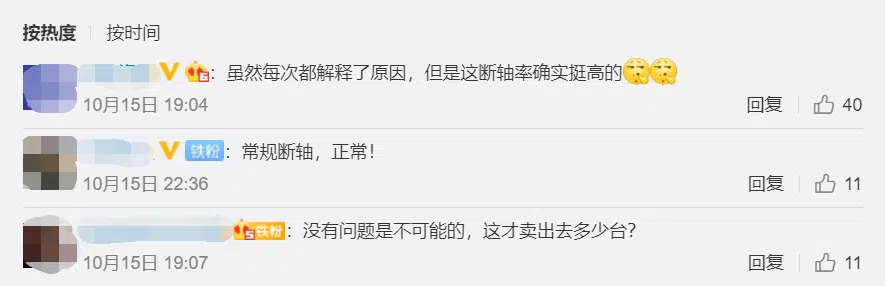 按热度 按时间
：虽然每次都解释了原因，但是这断轴率确实挺高的
10月15日 19:04 回复 40
铁粉：常规断轴，正常！
10月15日 22:36 回复 11
铁粉：没有问题是不可能的，这才卖出去多少台？
10月15日 19:07 回复 11